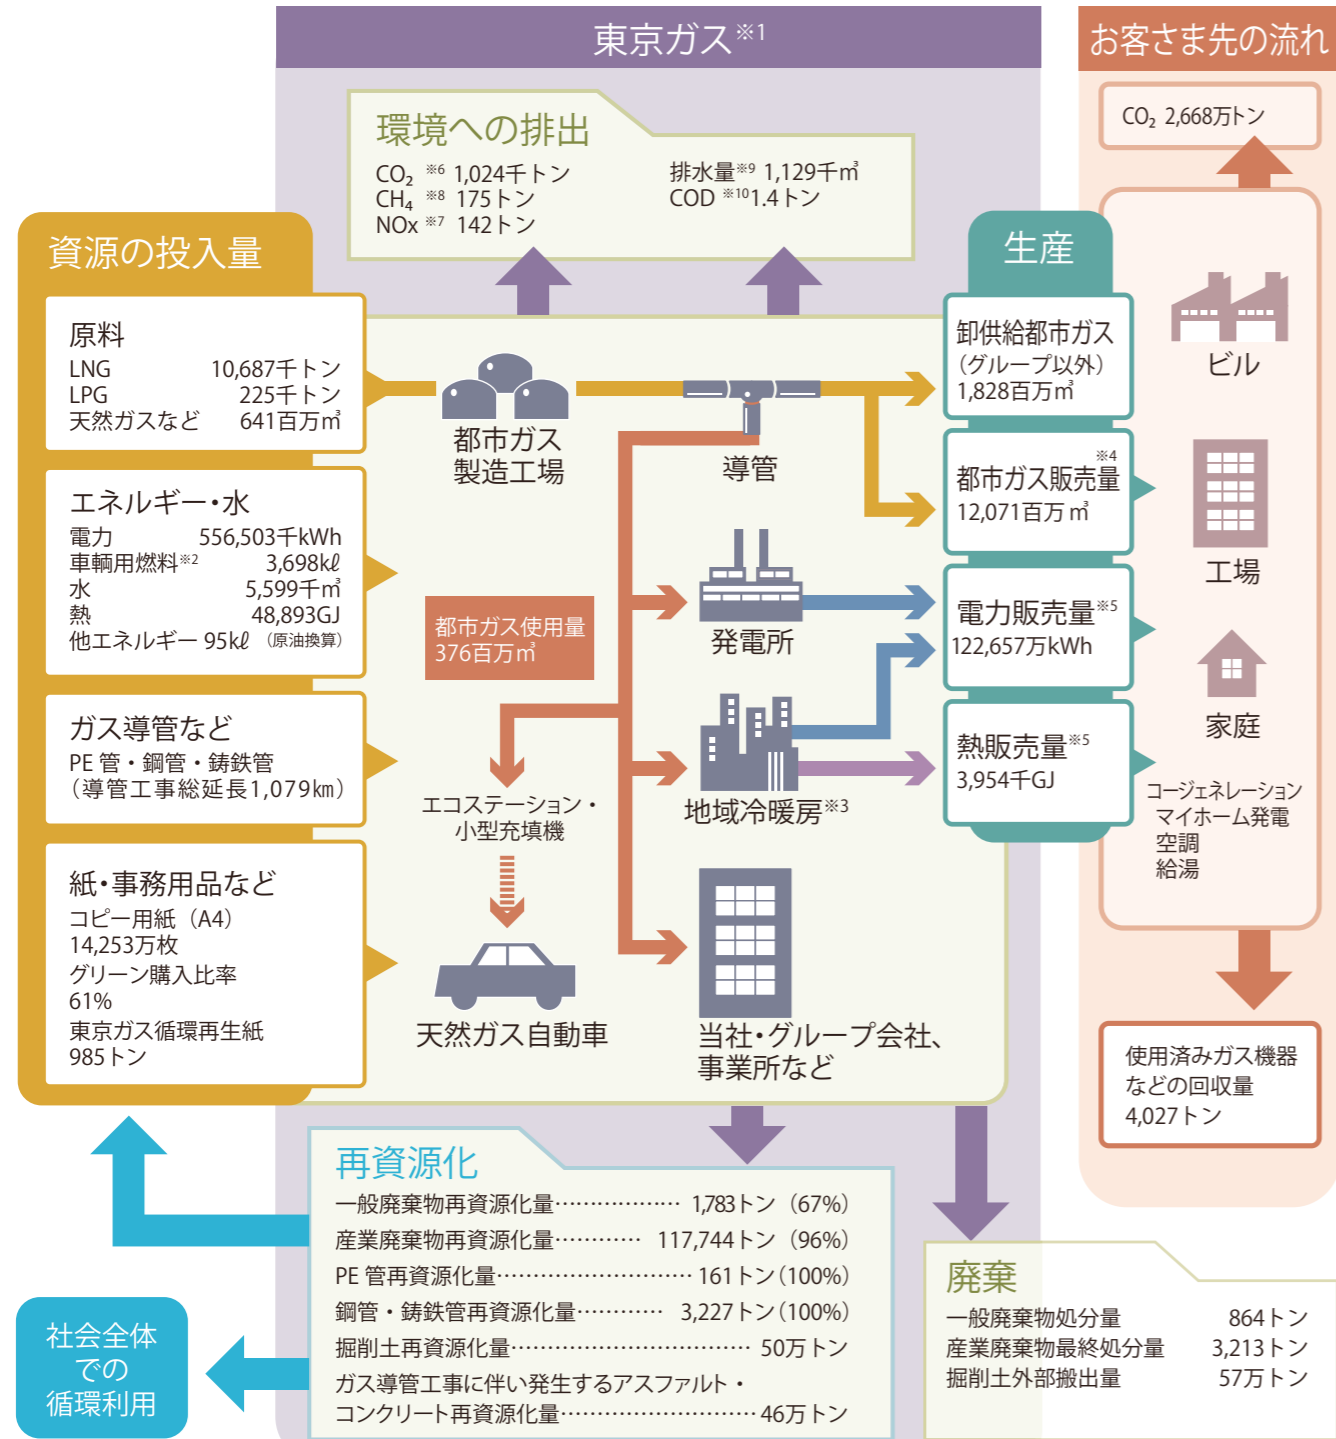 東京ガス※1
お客さま先の流れ
環境への排出
CO₂ ※6 1,024千トン
CH₄ ※8 175トン
NOx ※7 142トン
排水量※9 1,129千㎥
COD ※10 1.4トン
CO₂ 2,668万トン
資源の投入量
原料
LNG 10,687千トン
LPG 225千トン
天然ガスなど 641百万㎥
エネルギー・水
電力 556,503千kWh
車輌用燃料※2 3,698kℓ
水 5,599千㎥
熱 48,893GJ
他エネルギー 95kℓ (原油換算)
ガス導管など
PE 管・鋼管・鋳鉄管
(導管工事総延長1,079㎞)
紙・事務用品など
コピー用紙 (A4)
14,253万枚
グリーン購入比率
61%
東京ガス循環再生紙
985トン
都市ガス
製造工場
導管
都市ガス使用量
376百万㎥
発電所
地域冷暖房※3
エコステーション・
小型充填機
天然ガス自動車
当社・グループ会社、
事業所など
生産
卸供給都市ガス
(グループ以外)
1,828百万㎥
都市ガス販売量※4
12,071百万㎥
電力販売量※5
122,657万kWh
熱販売量※5
3,954千GJ
ビル
工場
家庭
コージェネレーション
マイホーム発電
空調
給湯
使用済みガス機器
などの回収量
4,027トン
再資源化
一般廃棄物再資源化量……………… 1,783トン (67%)
産業廃棄物再資源化量………… 117,744トン (96%)
PE 管再資源化量……………………… 161トン(100%)
鋼管・鋳鉄管再資源化量………… 3,227トン(100%)
掘削土再資源化量…………………………… 50万トン
ガス導管工事に伴い発生するアスファルト・
コンクリート再資源化量……………………… 46万トン
廃棄
一般廃棄物処分量 864トン
産業廃棄物最終処分量 3,213トン
掘削土外部搬出量 57万トン
社会全体
での
循環利用